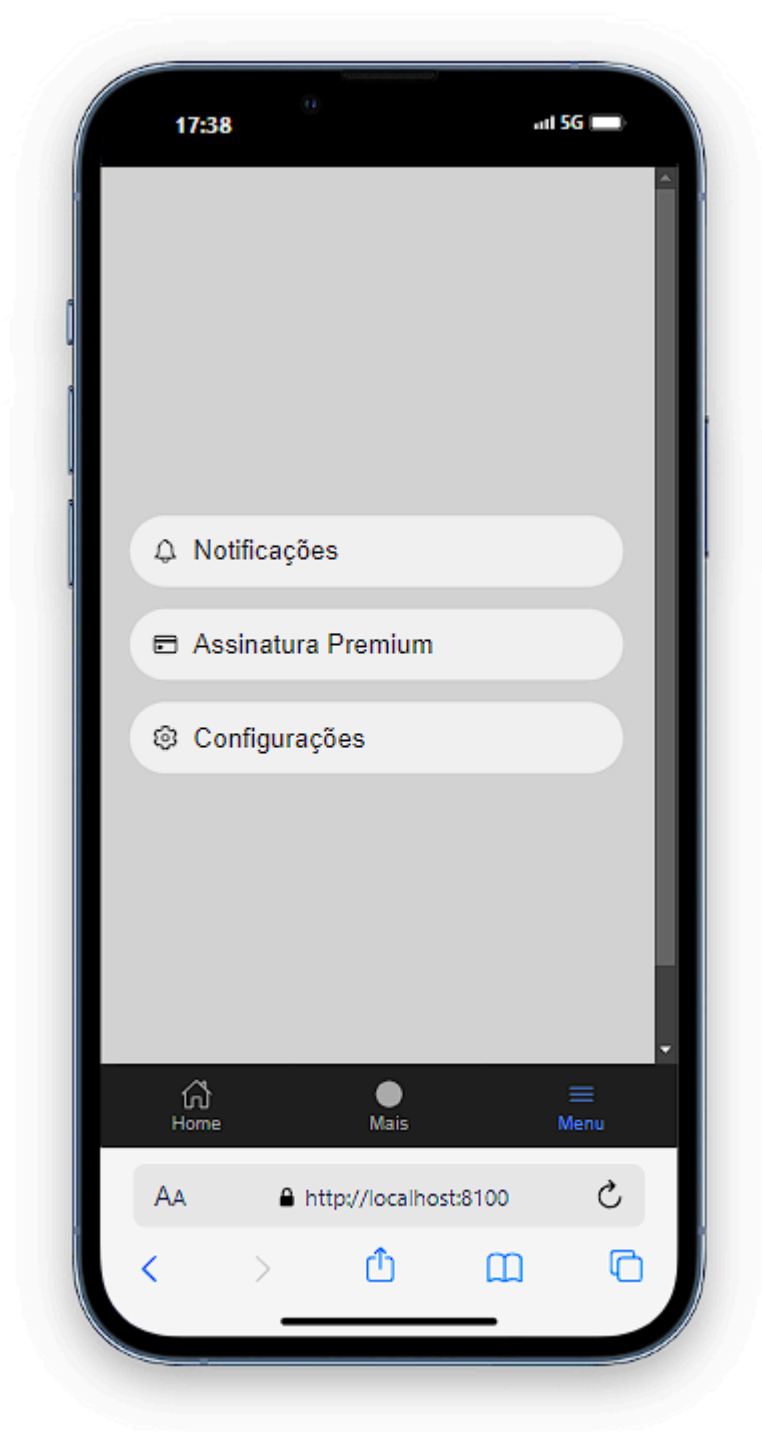 17:38
5G
Notificações
Assinatura Premium
Configurações
Home
Mais
Menu
AA
http://localhost:8100